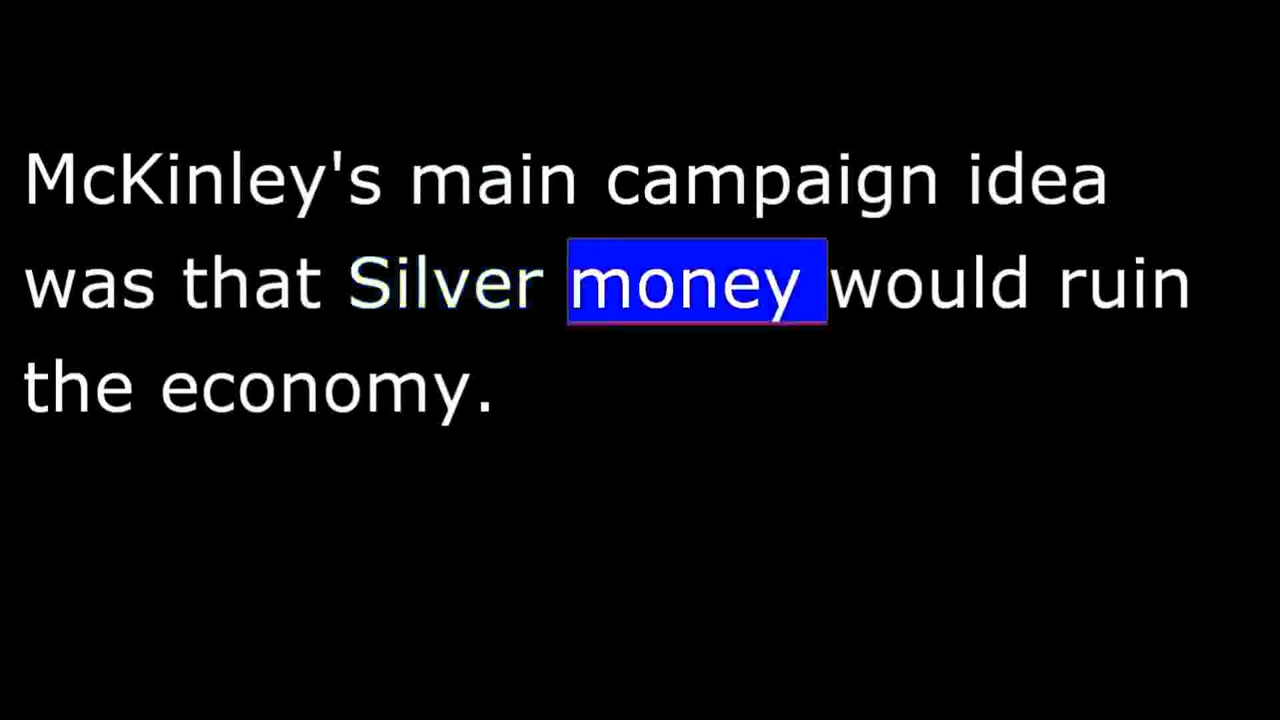 McKinley's main campaign idea
was that Silver money would ruin
the economy.